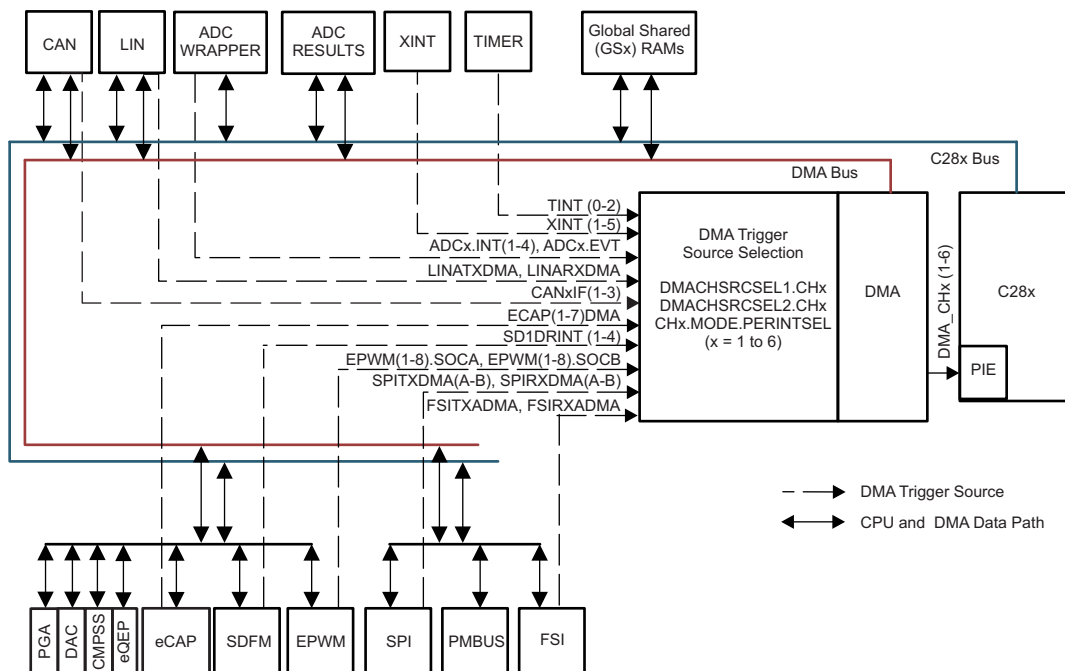 CAN
LIN
ADC
WRAPPER
ADC
RESULTS
XINT
TIMER
Global Shared
(GSx) RAMs
C28x Bus
DMA Bus
TINT (0-2)
XINT (1-5)
ADCx.INT(1-4), ADCx.EVT
LINATXDMA, LINARXDMA
CANxIF(1-3)
ECAP(1-7)DMA
SD1DRINT (1-4)
EPWM(1-8).SOCA, EPWM(1-8).SOCB
SPITXDMA(A-B), SPIRXDMA(A-B)
FSITXADMA, FSIRXADMA
DMA Trigger
Source Selection
DMACHSRCSEL1.CHx
DMACHSRCSEL2.CHx
CHx.MODE.PERINTSEL
(x = 1 to 6)
DMA
DMA_CHx (1-6)
C28x
PIE
DMA Trigger Source
CPU and DMA Data Path
PGA
DAC
CMPSS
eQEP
eCAP
SDFM
EPWM
SPI
PMBUS
FSI